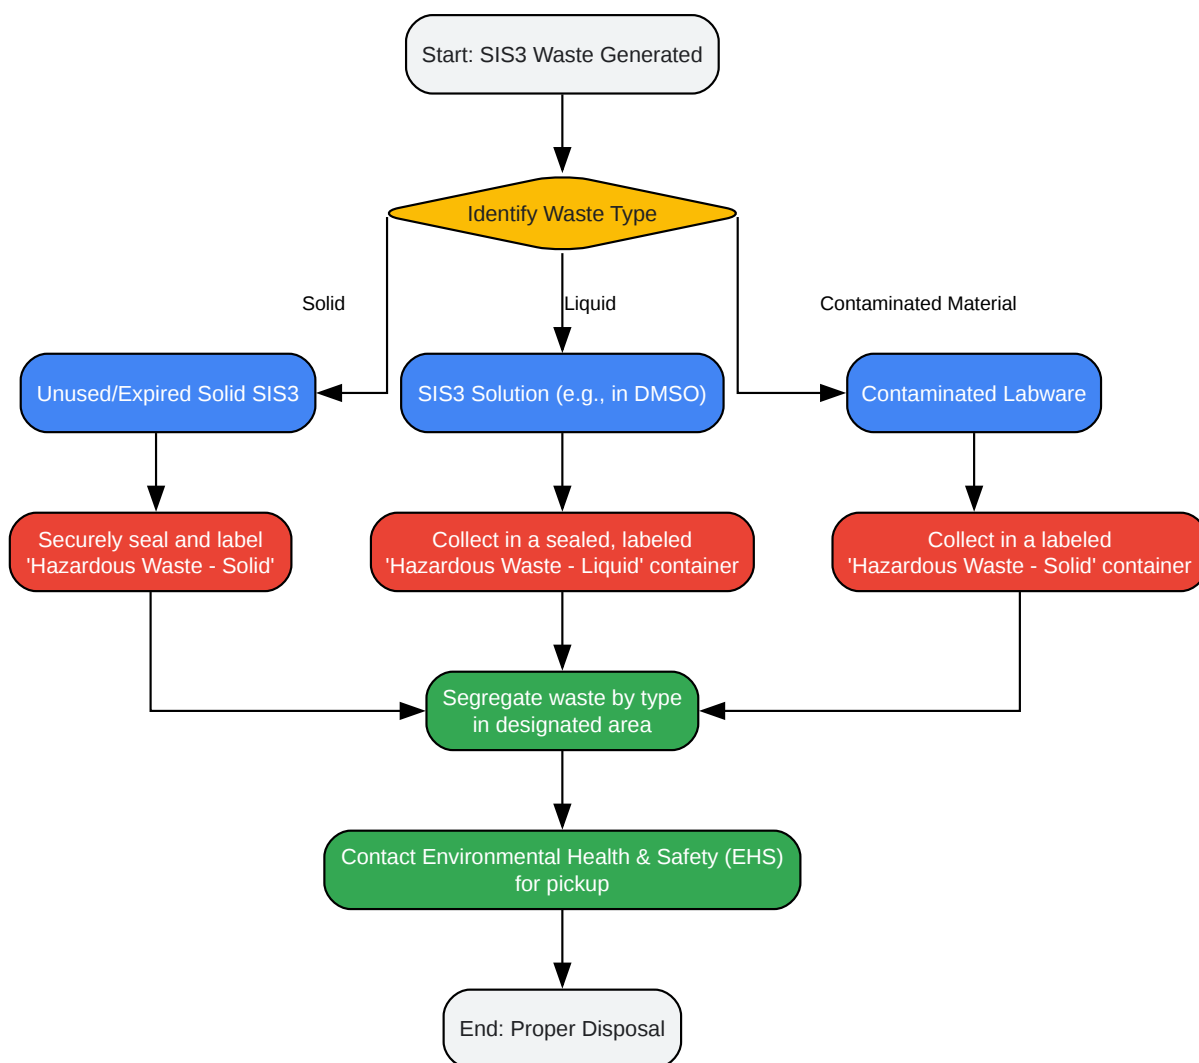 Start: SIS3 Waste Generated
Identify Waste Type
Solid
Liquid
Contaminated Material
Unused/Expired Solid SIS3
SIS3 Solution (e.g., in DMSO)
Contaminated Labware
Securely seal and label
'Hazardous Waste - Solid'
Collect in a sealed, labeled
'Hazardous Waste - Liquid' container
Collect in a labeled
'Hazardous Waste - Solid' container
Segregate waste by type
in designated area
Contact Environmental Health & Safety (EHS)
for pickup
End: Proper Disposal